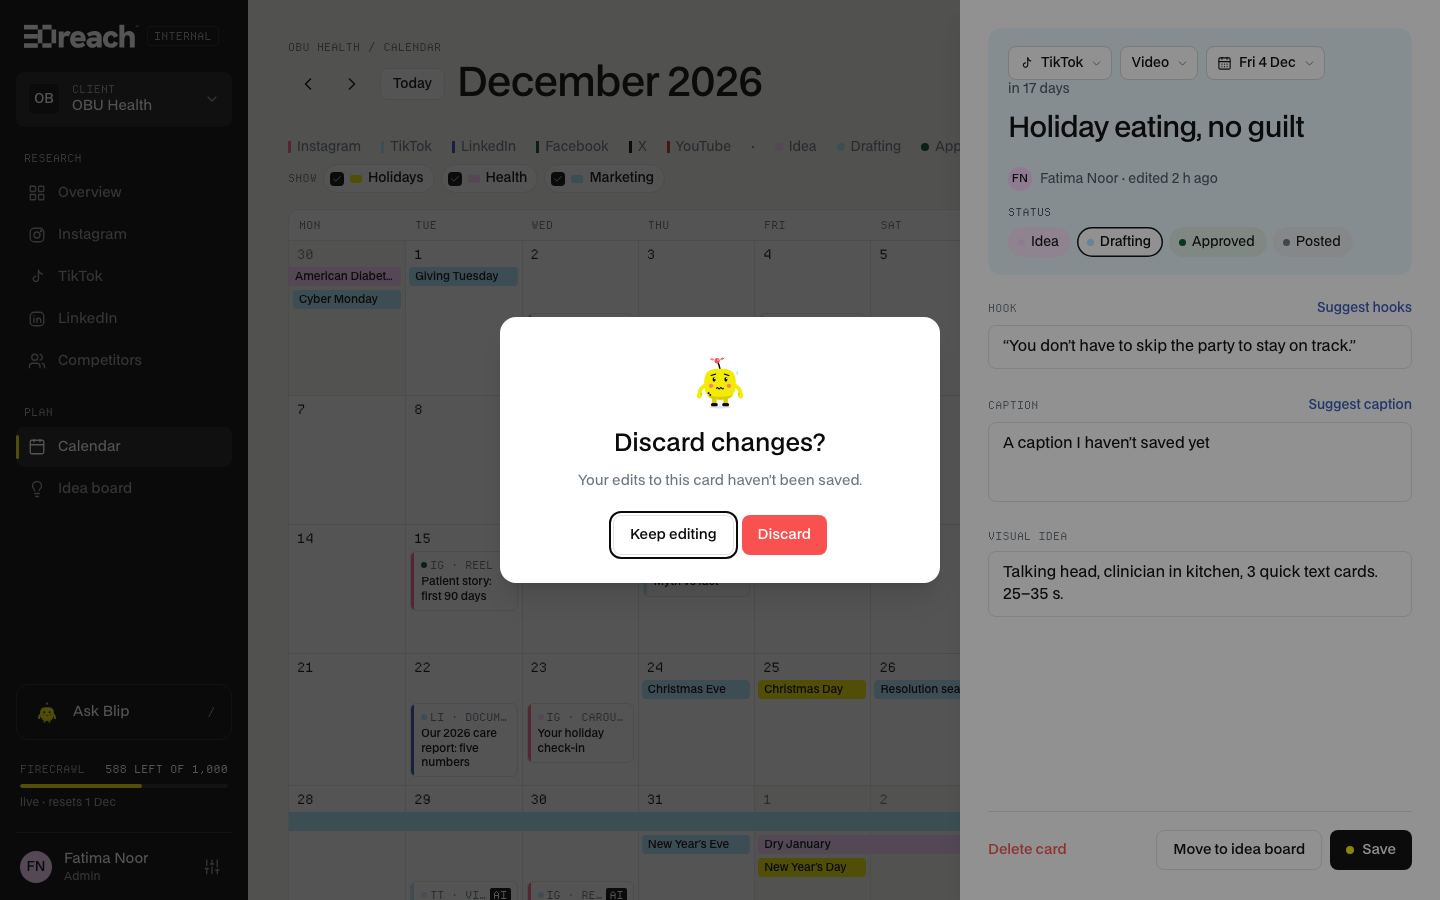 reach
INTERNAL
OB
CLIENT
OBU Health
RESEARCH
Overview
Instagram
TikTok
LinkedIn
Competitors
PLAN
Calendar
Idea board
Ask Blip
/
FIRECRAWL 588 LEFT OF 1,000
live · resets 1 Dec
FN
Fatima Noor
Admin
OBU HEALTH / CALENDAR
Today
December 2026
Instagram TikTok LinkedIn Facebook X YouTube · Idea Drafting App
SHOW Holidays Health Marketing
MON TUE WED THU FRI SAT
30 1 2 3 4 5
American Diabet… Giving Tuesday
Cyber Monday
7 8
14 15
IG · REEL
Patient story:
first 90 days
21 22 23 24 25 26
Christmas Eve Christmas Day Resolution sea
LI · DOCUM… IG · CAROU…
Our 2026 care
report: five
numbers
Your holiday
check-in
28 29 30 31 1 2
New Year's Eve Dry January
New Year's Day
TT · VI… AI IG · RE… AI
Discard changes?
Your edits to this card haven't been saved.
Keep editing Discard
TikTok Video Fri 4 Dec
in 17 days
Holiday eating, no guilt
FN Fatima Noor · edited 2 h ago
STATUS
Idea Drafting Approved Posted
HOOK Suggest hooks
“You don't have to skip the party to stay on track.”
CAPTION Suggest caption
A caption I haven't saved yet
VISUAL IDEA
Talking head, clinician in kitchen, 3 quick text cards.
25–35 s.
Delete card Move to idea board Save